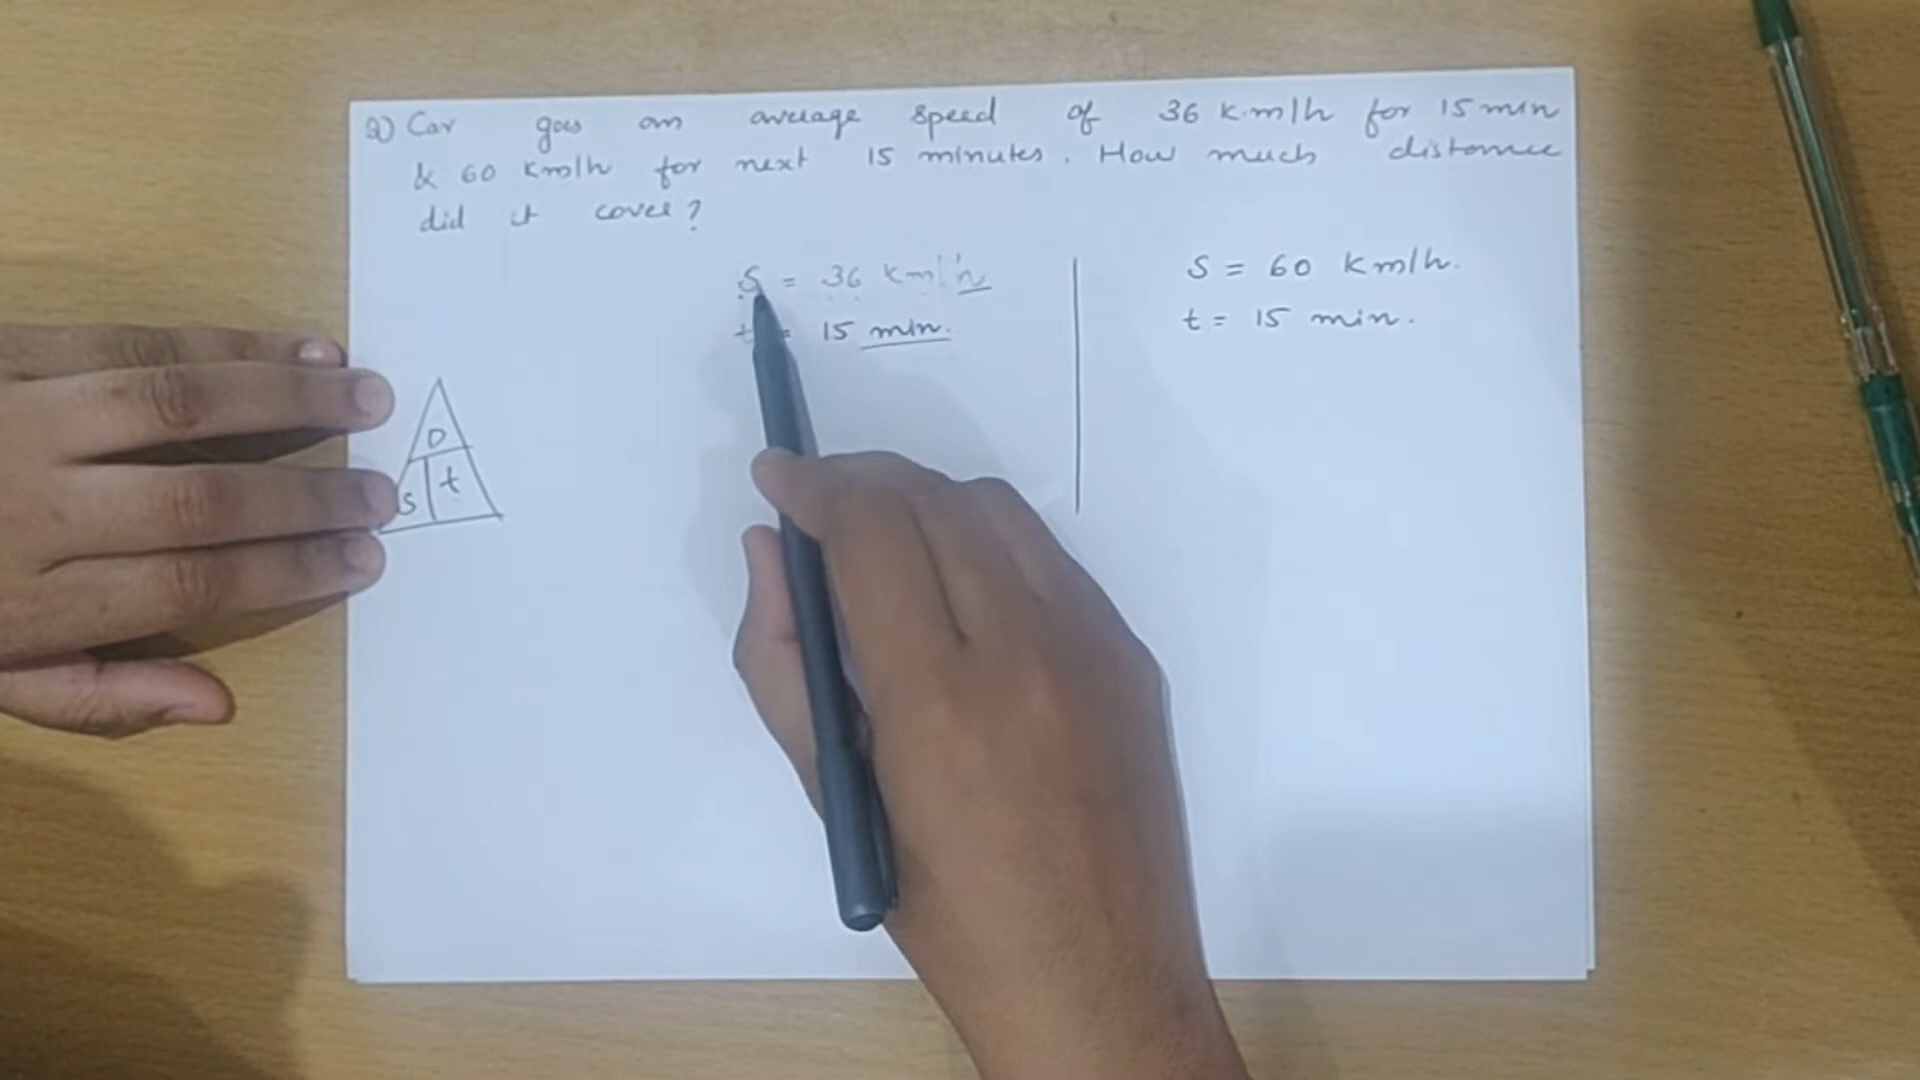 Q) Car goes an average speed of 36 K.m/h for 15 min
& 60 Km/h for next 15 minutes. How much distance
did it cover?
S = 36 Km/h
t = 15 min.
S = 60 Km/h.
t = 15 min.
D
S t